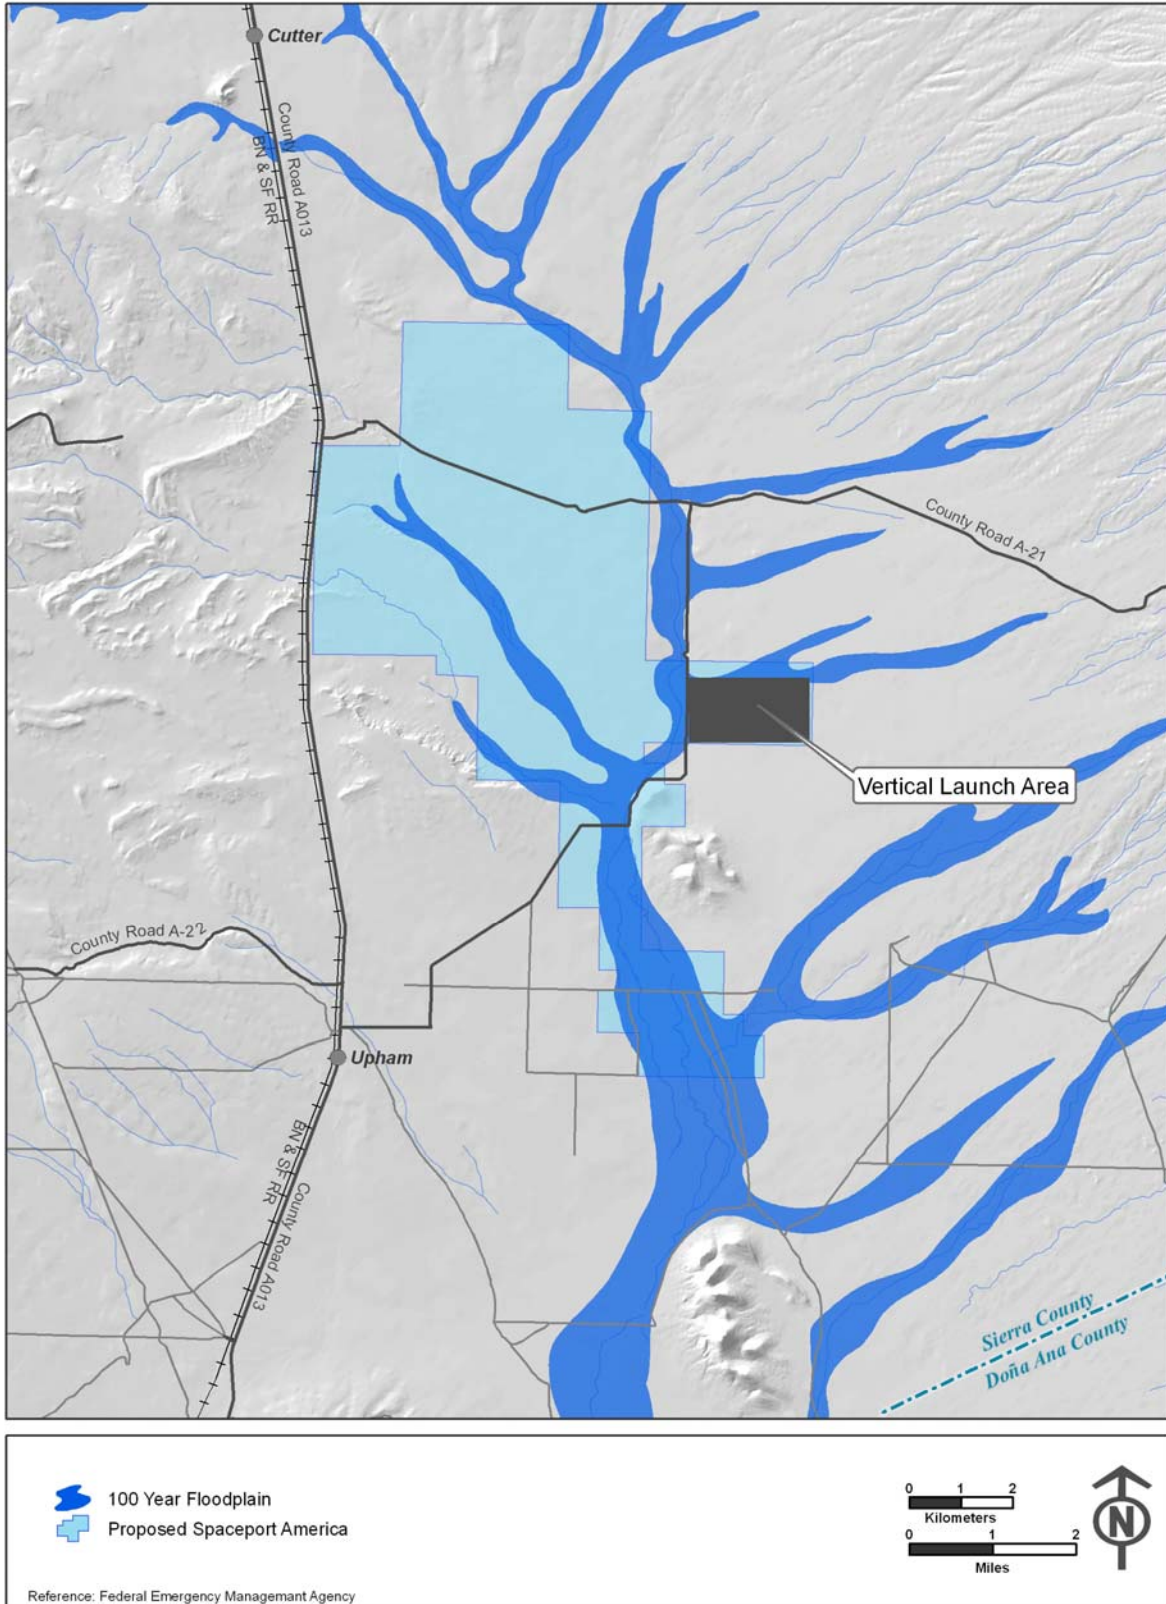 Cutter
County Road A013
BN & SF RR
County Road A-21
Vertical Launch Area
County Road A-22
Upham
BN & SF RR
County Road A013
Sierra County
Doña Ana County
100 Year Floodplain
Proposed Spaceport America
0 1 2
Kilometers
0 1 2
Miles
N
Reference: Federal Emergency Managemant Agency